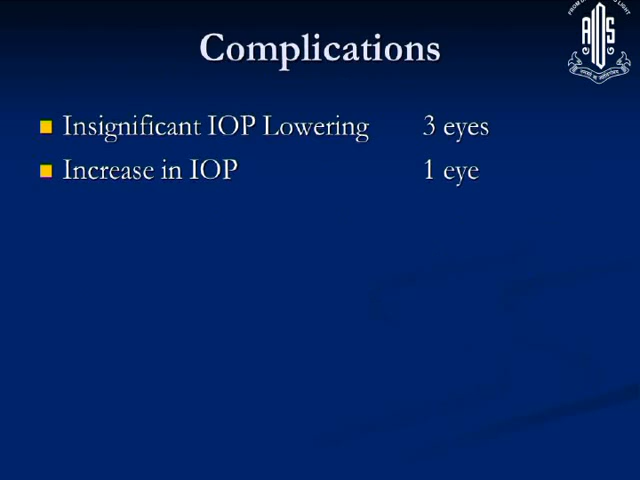 Complications
Insignificant IOP Lowering 3 eyes
Increase in IOP 1 eye